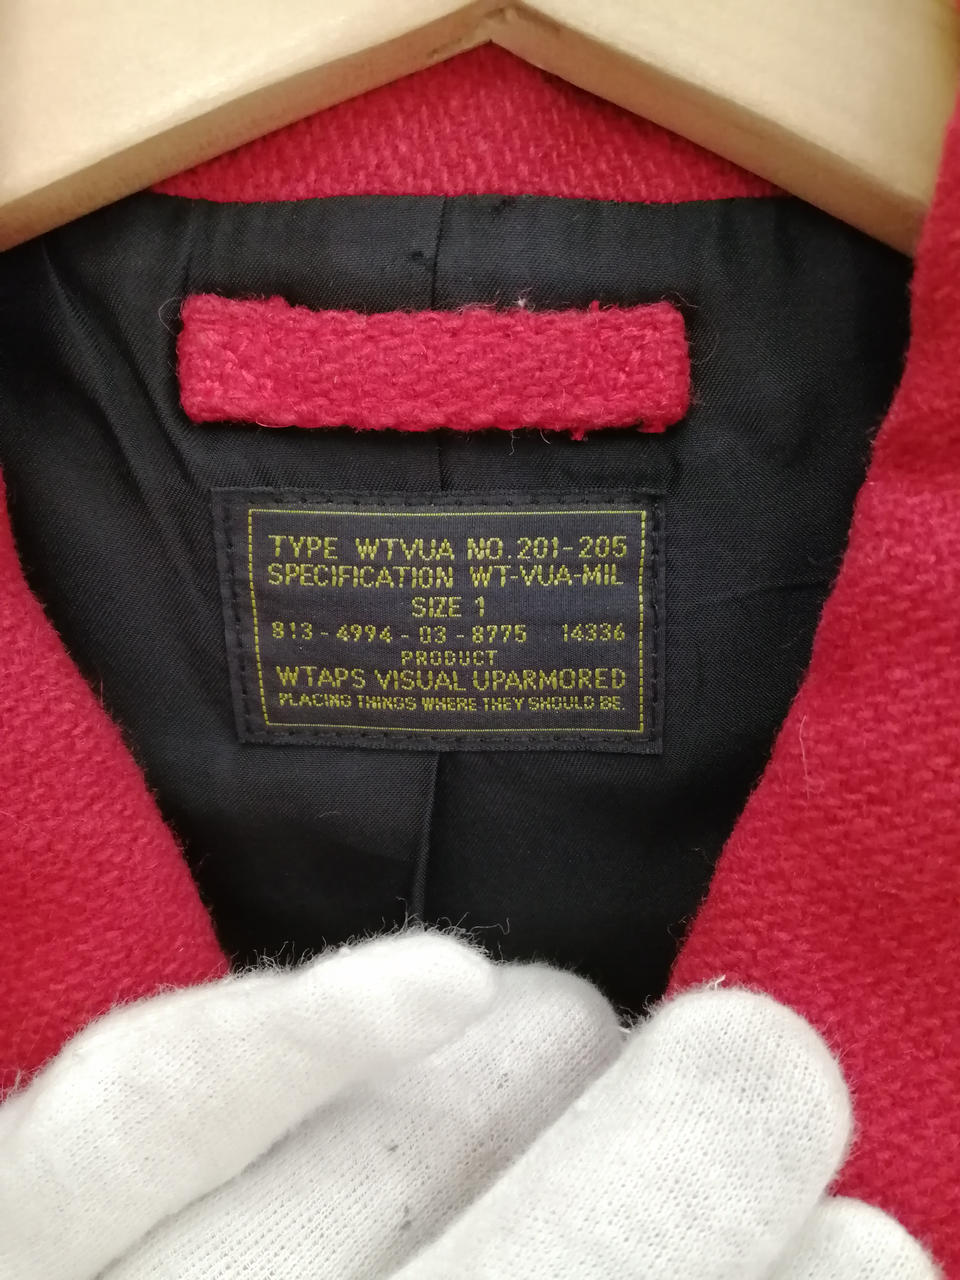 TYPE WTVUA NO.201-205
SPECIFICATION WT-VUA-MIL
SIZE 1
813-4994-03-8775 14336
PRODUCT
WTAPS VISUAL UPARMORED
PLACING THINGS WHERE THEY SHOULD BE.